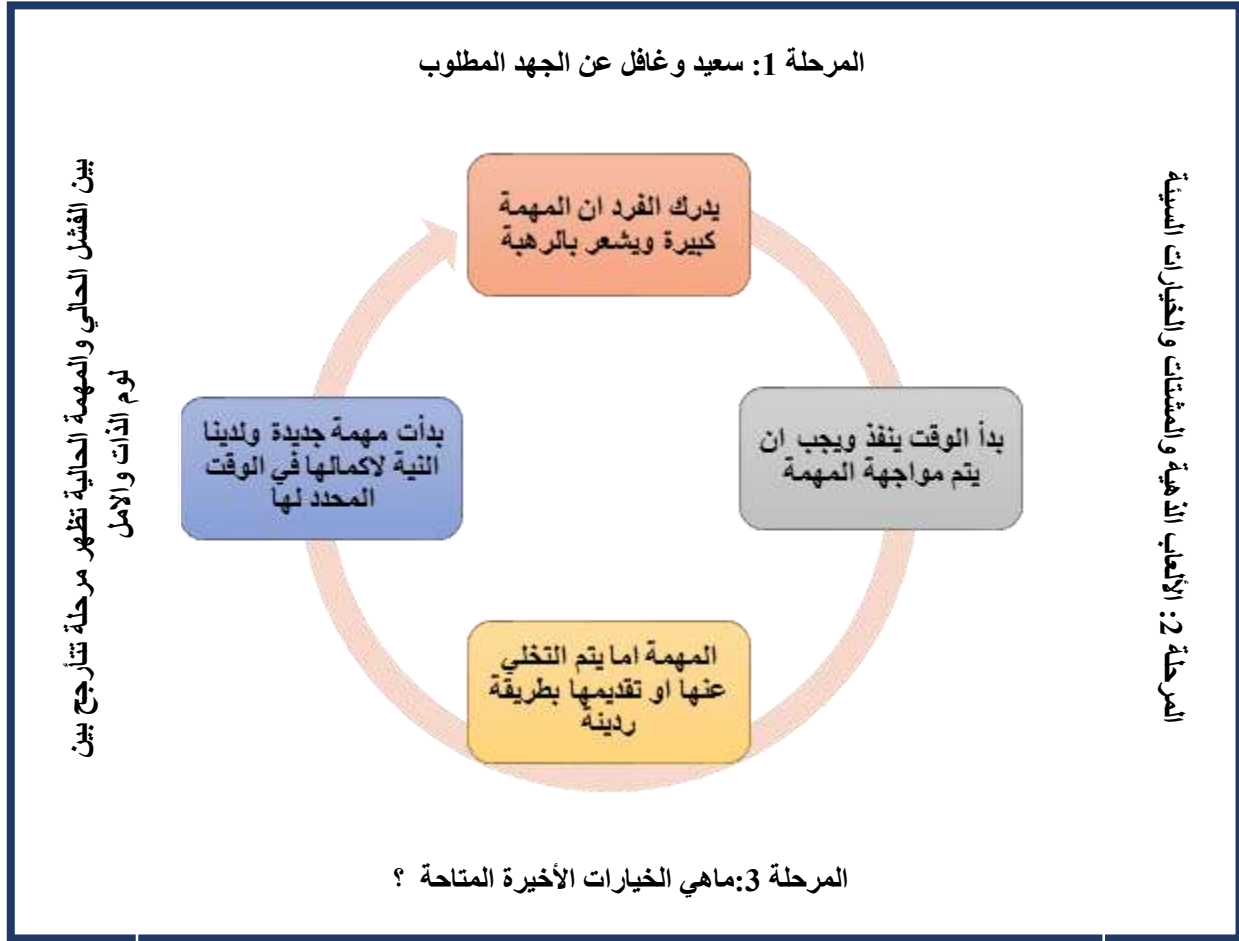 المرحلة 1: سعيد وغافل عن الجهد المطلوب
يدرك الفرد ان المهمة
كبيرة ويشعر بالرهبة
المرحلة 2: الألعاب الذهية والمشتتات والخيارات السيئة
بدأ الوقت ينفذ ويجب ان
يتم مواجهة المهمة
المهمة اما يتم التخلي
عنها او تقديمها بطريقة
رديئة
المرحلة 3:ماهي الخيارات الأخيرة المتاحة ؟
بدأت مهمة جديدة ولدينا
النية لاكمالها في الوقت
المحدد لها
بين الفشل الحالي والمهمة الحالية تظهر مرحلة تتأرجح بين
لوم الذات والامل